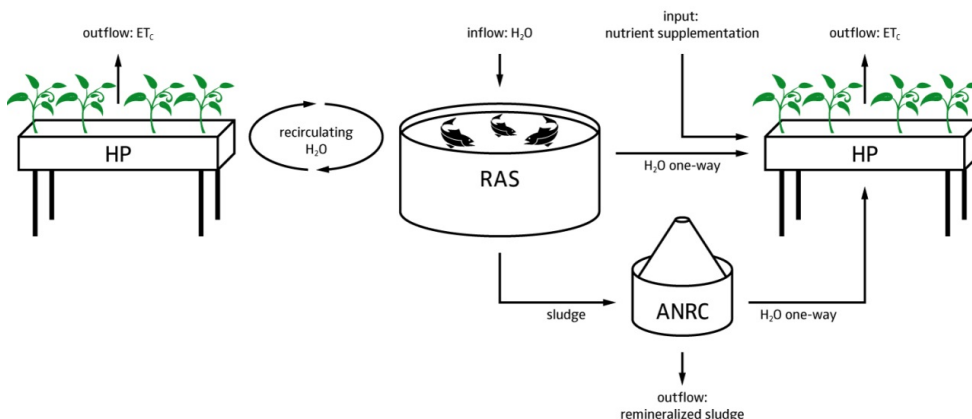 outflow: ETC
HP
recirculating
H2O
inflow: H2O
RAS
sludge
ANRC
outflow:
remineralized sludge
input:
nutrient supplementation
H2O one-way
H2O one-way
outflow: ETC
HP